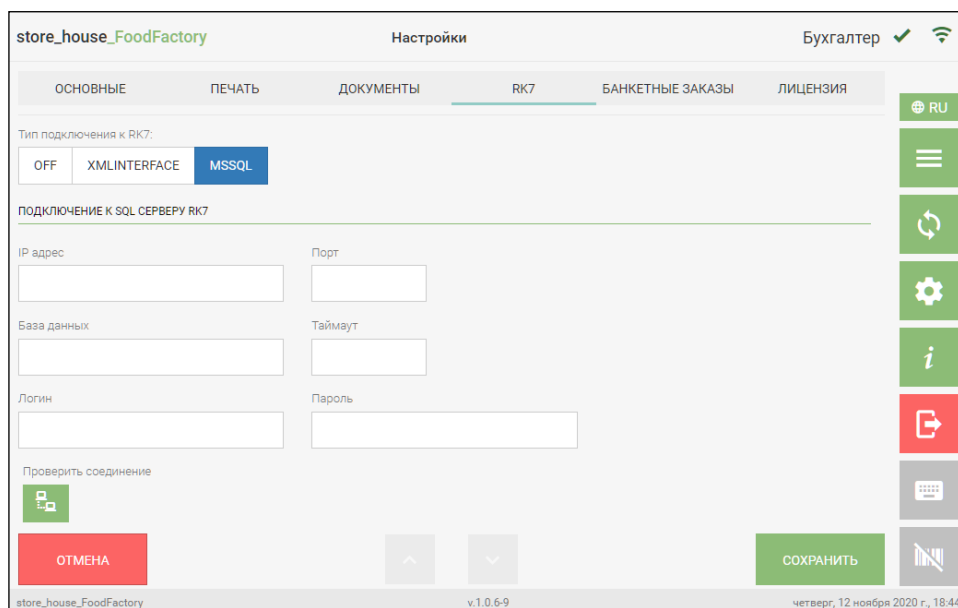 store_house_FoodFactory Настройки Бухгалтер
ОСНОВНЫЕ ПЕЧАТЬ ДОКУМЕНТЫ RK7 БАНКЕТНЫЕ ЗАКАЗЫ ЛИЦЕНЗИЯ
RU
Тип подключения к RK7:
OFF XMLINTERFACE MSSQL
ПОДКЛЮЧЕНИЕ К SQL СЕРВЕРУ RK7
IP адрес Порт
База данных Таймаут
Логин Пароль
Проверить соединение
ОТМЕНА СОХРАНИТЬ
store_house_FoodFactory v.1.0.6-9 четверг, 12 ноября 2020 г., 18:44